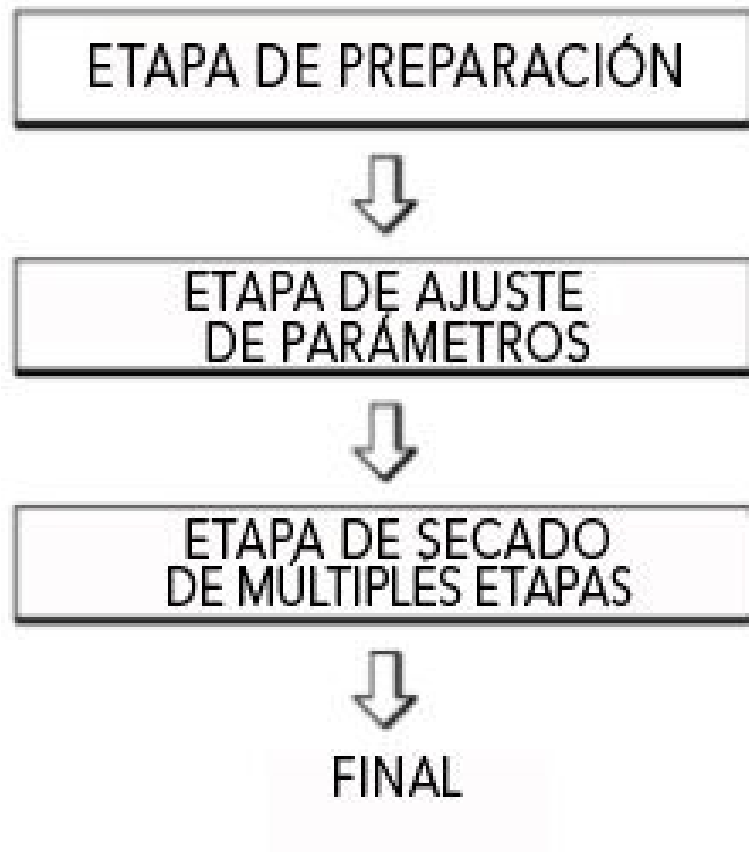 ETAPA DE PREPARACIÓN
ETAPA DE AJUSTE
DE PARÁMETROS
ETAPA DE SECADO
DE MÚLTIPLES ETAPAS
FINAL